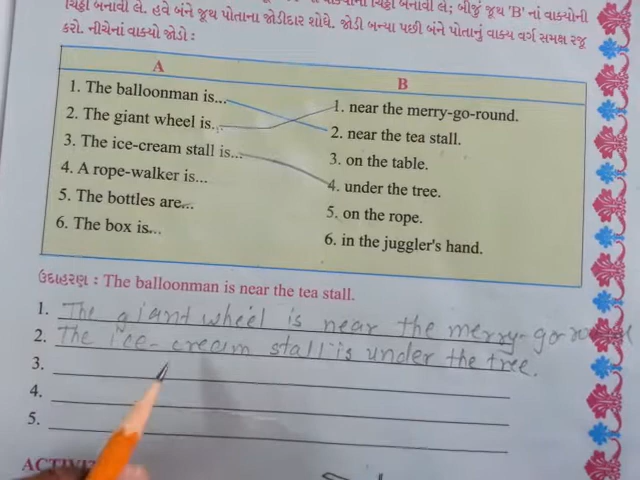 ચિઠ્ઠી બનાવી લે. હવે બંને જૂથ પોતાના જોડીદાર શોધે. જોડી બન્યા પછી બંને પોતાનું વાક્ય વર્ગ સમક્ષ રજૂ
કરો. નીચેનાં વાક્યો જોડો :
A
B
1. The balloonman is...
2. The giant wheel is...
3. The ice-cream stall is...
4. A rope-walker is...
5. The bottles are...
6. The box is...
1. near the merry-go-round.
2. near the tea stall.
3. on the table.
4. under the tree.
5. on the rope.
6. in the juggler's hand.
ઉદાહરણ : The balloonman is near the tea stall.
1. The giant wheel is near the merry-go round
2. The ice-cream stall is under the tree.
3.
4.
5.